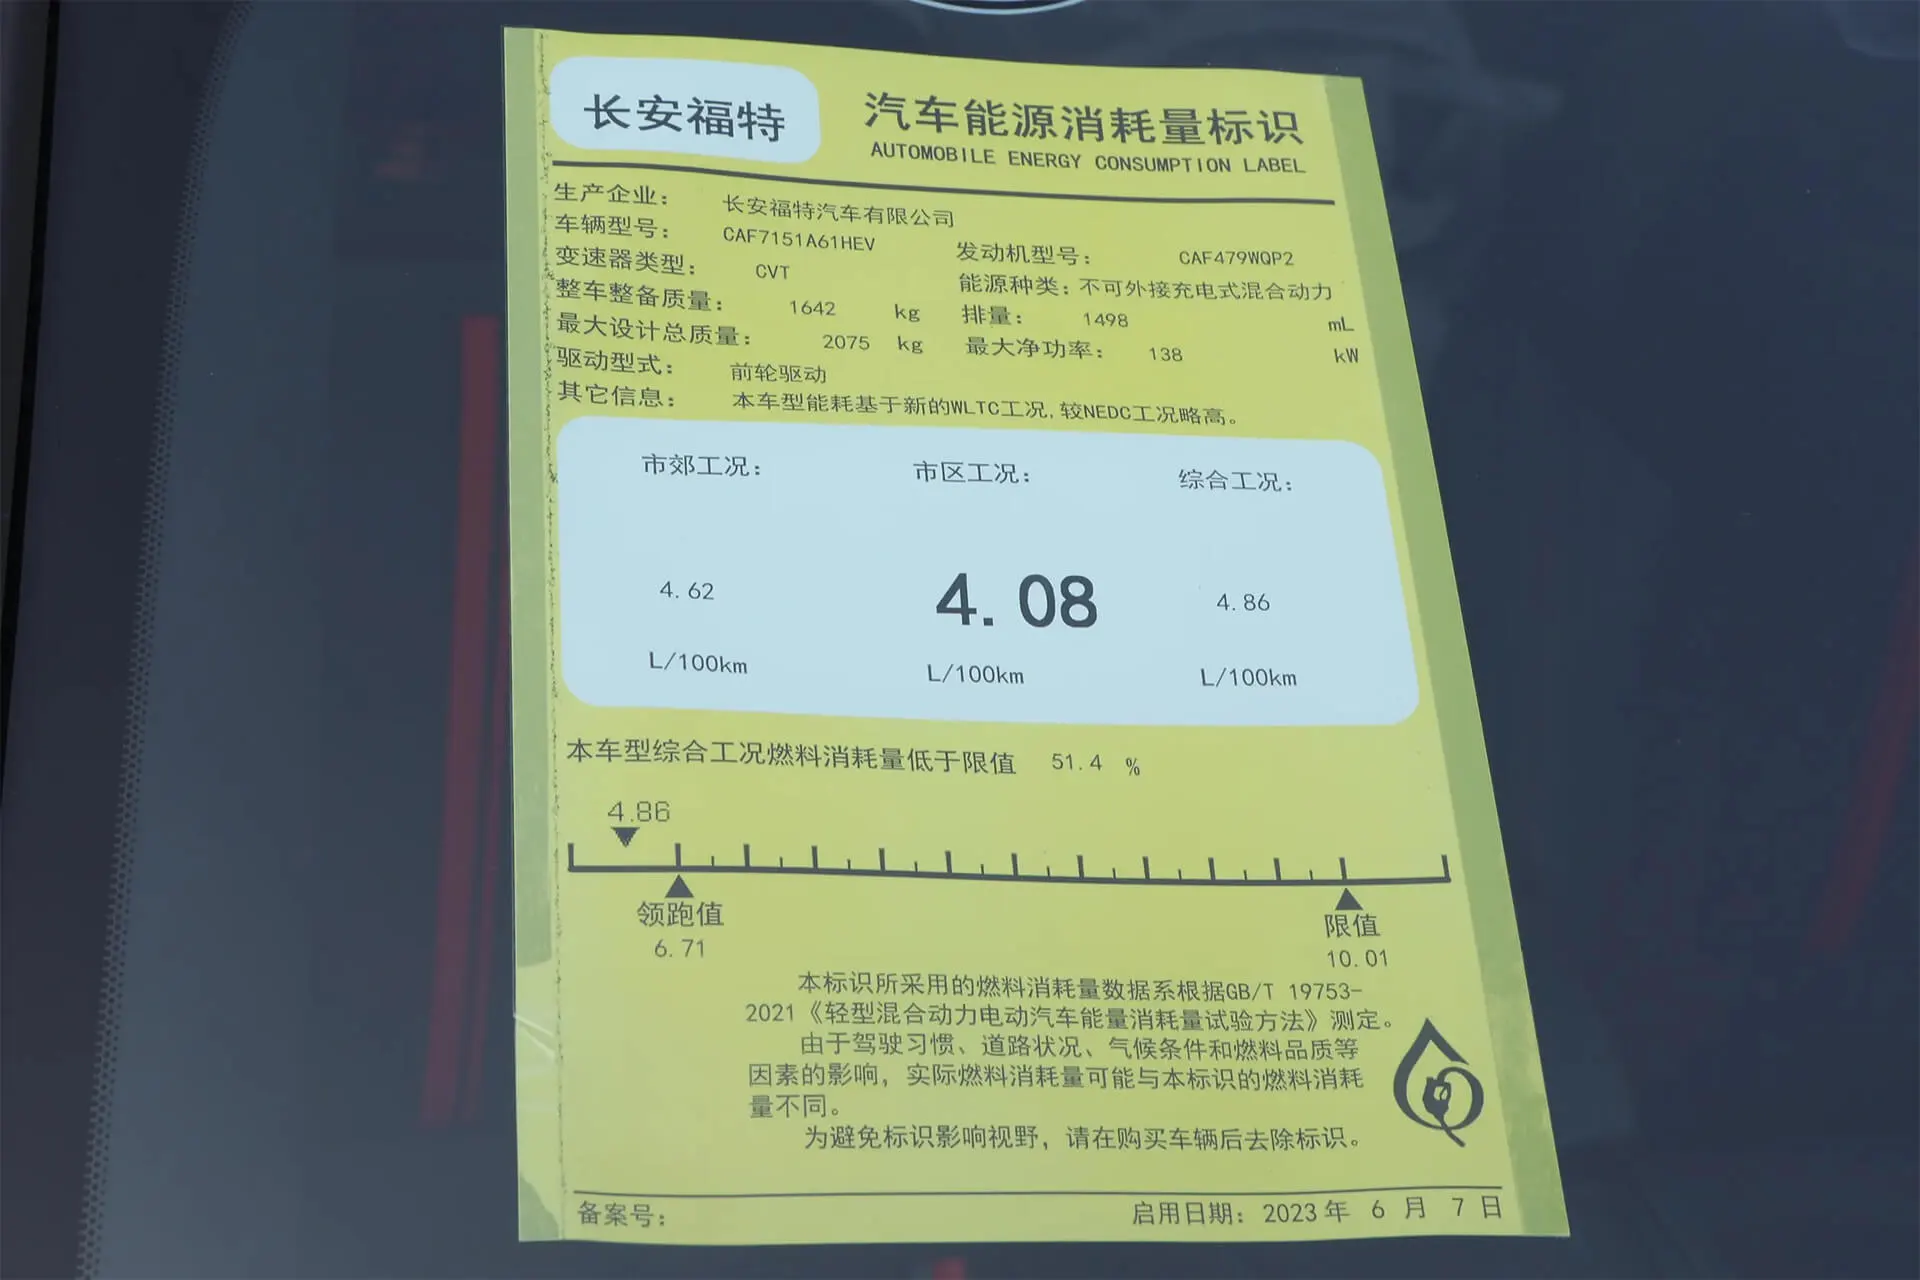 长安福特
汽车能源消耗量标识
AUTOMOBILE ENERGY CONSUMPTION LABEL
生产企业： 长安福特汽车有限公司
车辆型号： CAF7151A61HEV 发动机型号： CAF479WQP2
变速器类型： CVT 能源种类：不可外接充电式混合动力
整车整备质量： 1642 kg 排量： 1498 mL
最大设计总质量： 2075 kg 最大净功率： 138 kW
驱动型式： 前轮驱动
其它信息： 本车型能耗基于新的WLTC工况,较NEDC工况略高。
市郊工况： 市区工况： 综合工况：
4.62 4.08 4.86
L/100km L/100km L/100km
本车型综合工况燃料消耗量低于限值 51.4 %
4.86
领跑值 限值
6.71 10.01
本标识所采用的燃料消耗量数据系根据GB/T 19753-
2021《轻型混合动力电动汽车能量消耗量试验方法》测定。
由于驾驶习惯、道路状况、气候条件和燃料品质等
因素的影响，实际燃料消耗量可能与本标识的燃料消耗
量不同。
为避免标识影响视野，请在购买车辆后去除标识。
备案号： 启用日期：2023年 6 月 7 日